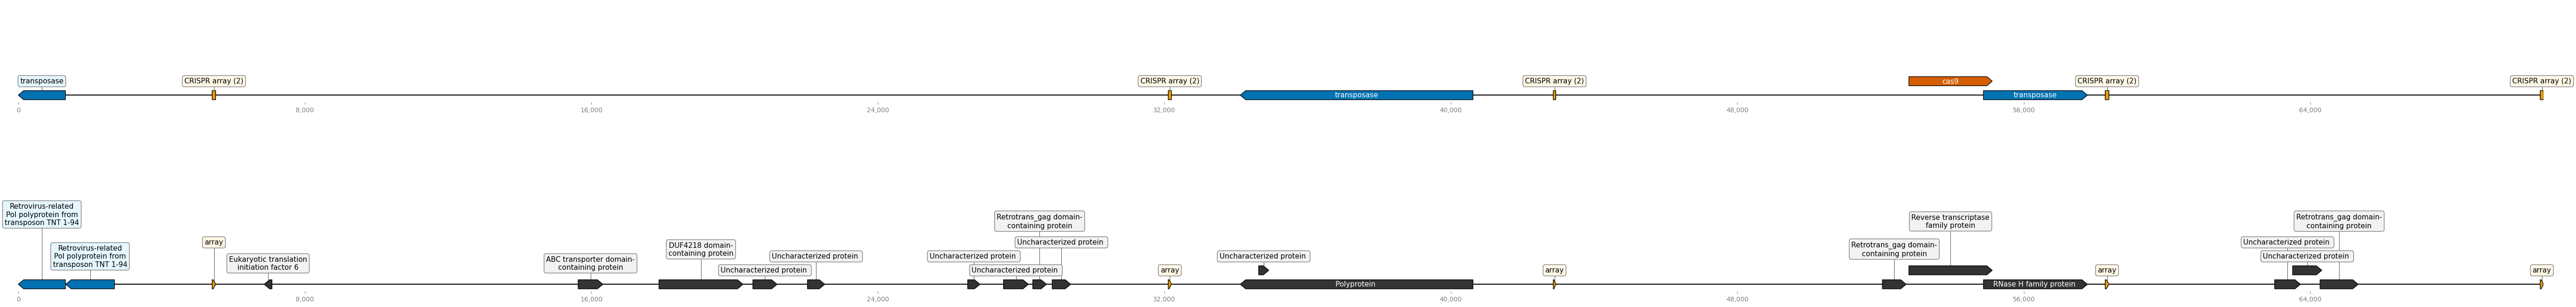 transposase
CRISPR array (2)
CRISPR array (2)
CRISPR array (2)
cas9
CRISPR array (2)
CRISPR array (2)
transposase
transposase
0
8,000
16,000
24,000
32,000
40,000
48,000
56,000
64,000
Retrovirus-related
Pol polyprotein from
transposon TNT 1-94
Retrovirus-related
Pol polyprotein from
transposon TNT 1-94
array
Eukaryotic translation
initiation factor 6
ABC transporter domain-
containing protein
DUF4218 domain-
containing protein
Uncharacterized protein
Uncharacterized protein
Uncharacterized protein
Uncharacterized protein
Retrotrans_gag domain-
containing protein
Uncharacterized protein
array
Uncharacterized protein
Polyprotein
array
Retrotrans_gag domain-
containing protein
Reverse transcriptase
family protein
RNase H family protein
array
Uncharacterized protein
Uncharacterized protein
Retrotrans_gag domain-
containing protein
array
0
8,000
16,000
24,000
32,000
40,000
48,000
56,000
64,000